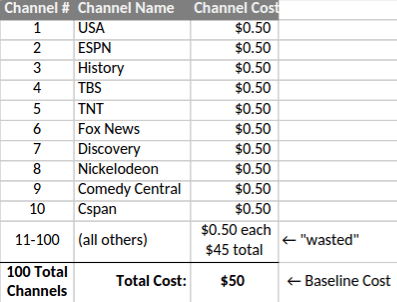 Channel # Channel Name Channel Cost
1 USA $0.50
2 ESPN $0.50
3 History $0.50
4 TBS $0.50
5 TNT $0.50
6 Fox News $0.50
7 Discovery $0.50
8 Nickelodeon $0.50
9 Comedy Central $0.50
10 Cspan $0.50
11-100 (all others) $0.50 each
$45 total
← "wasted"
100 Total
Channels
Total Cost: $50 ← Baseline Cost